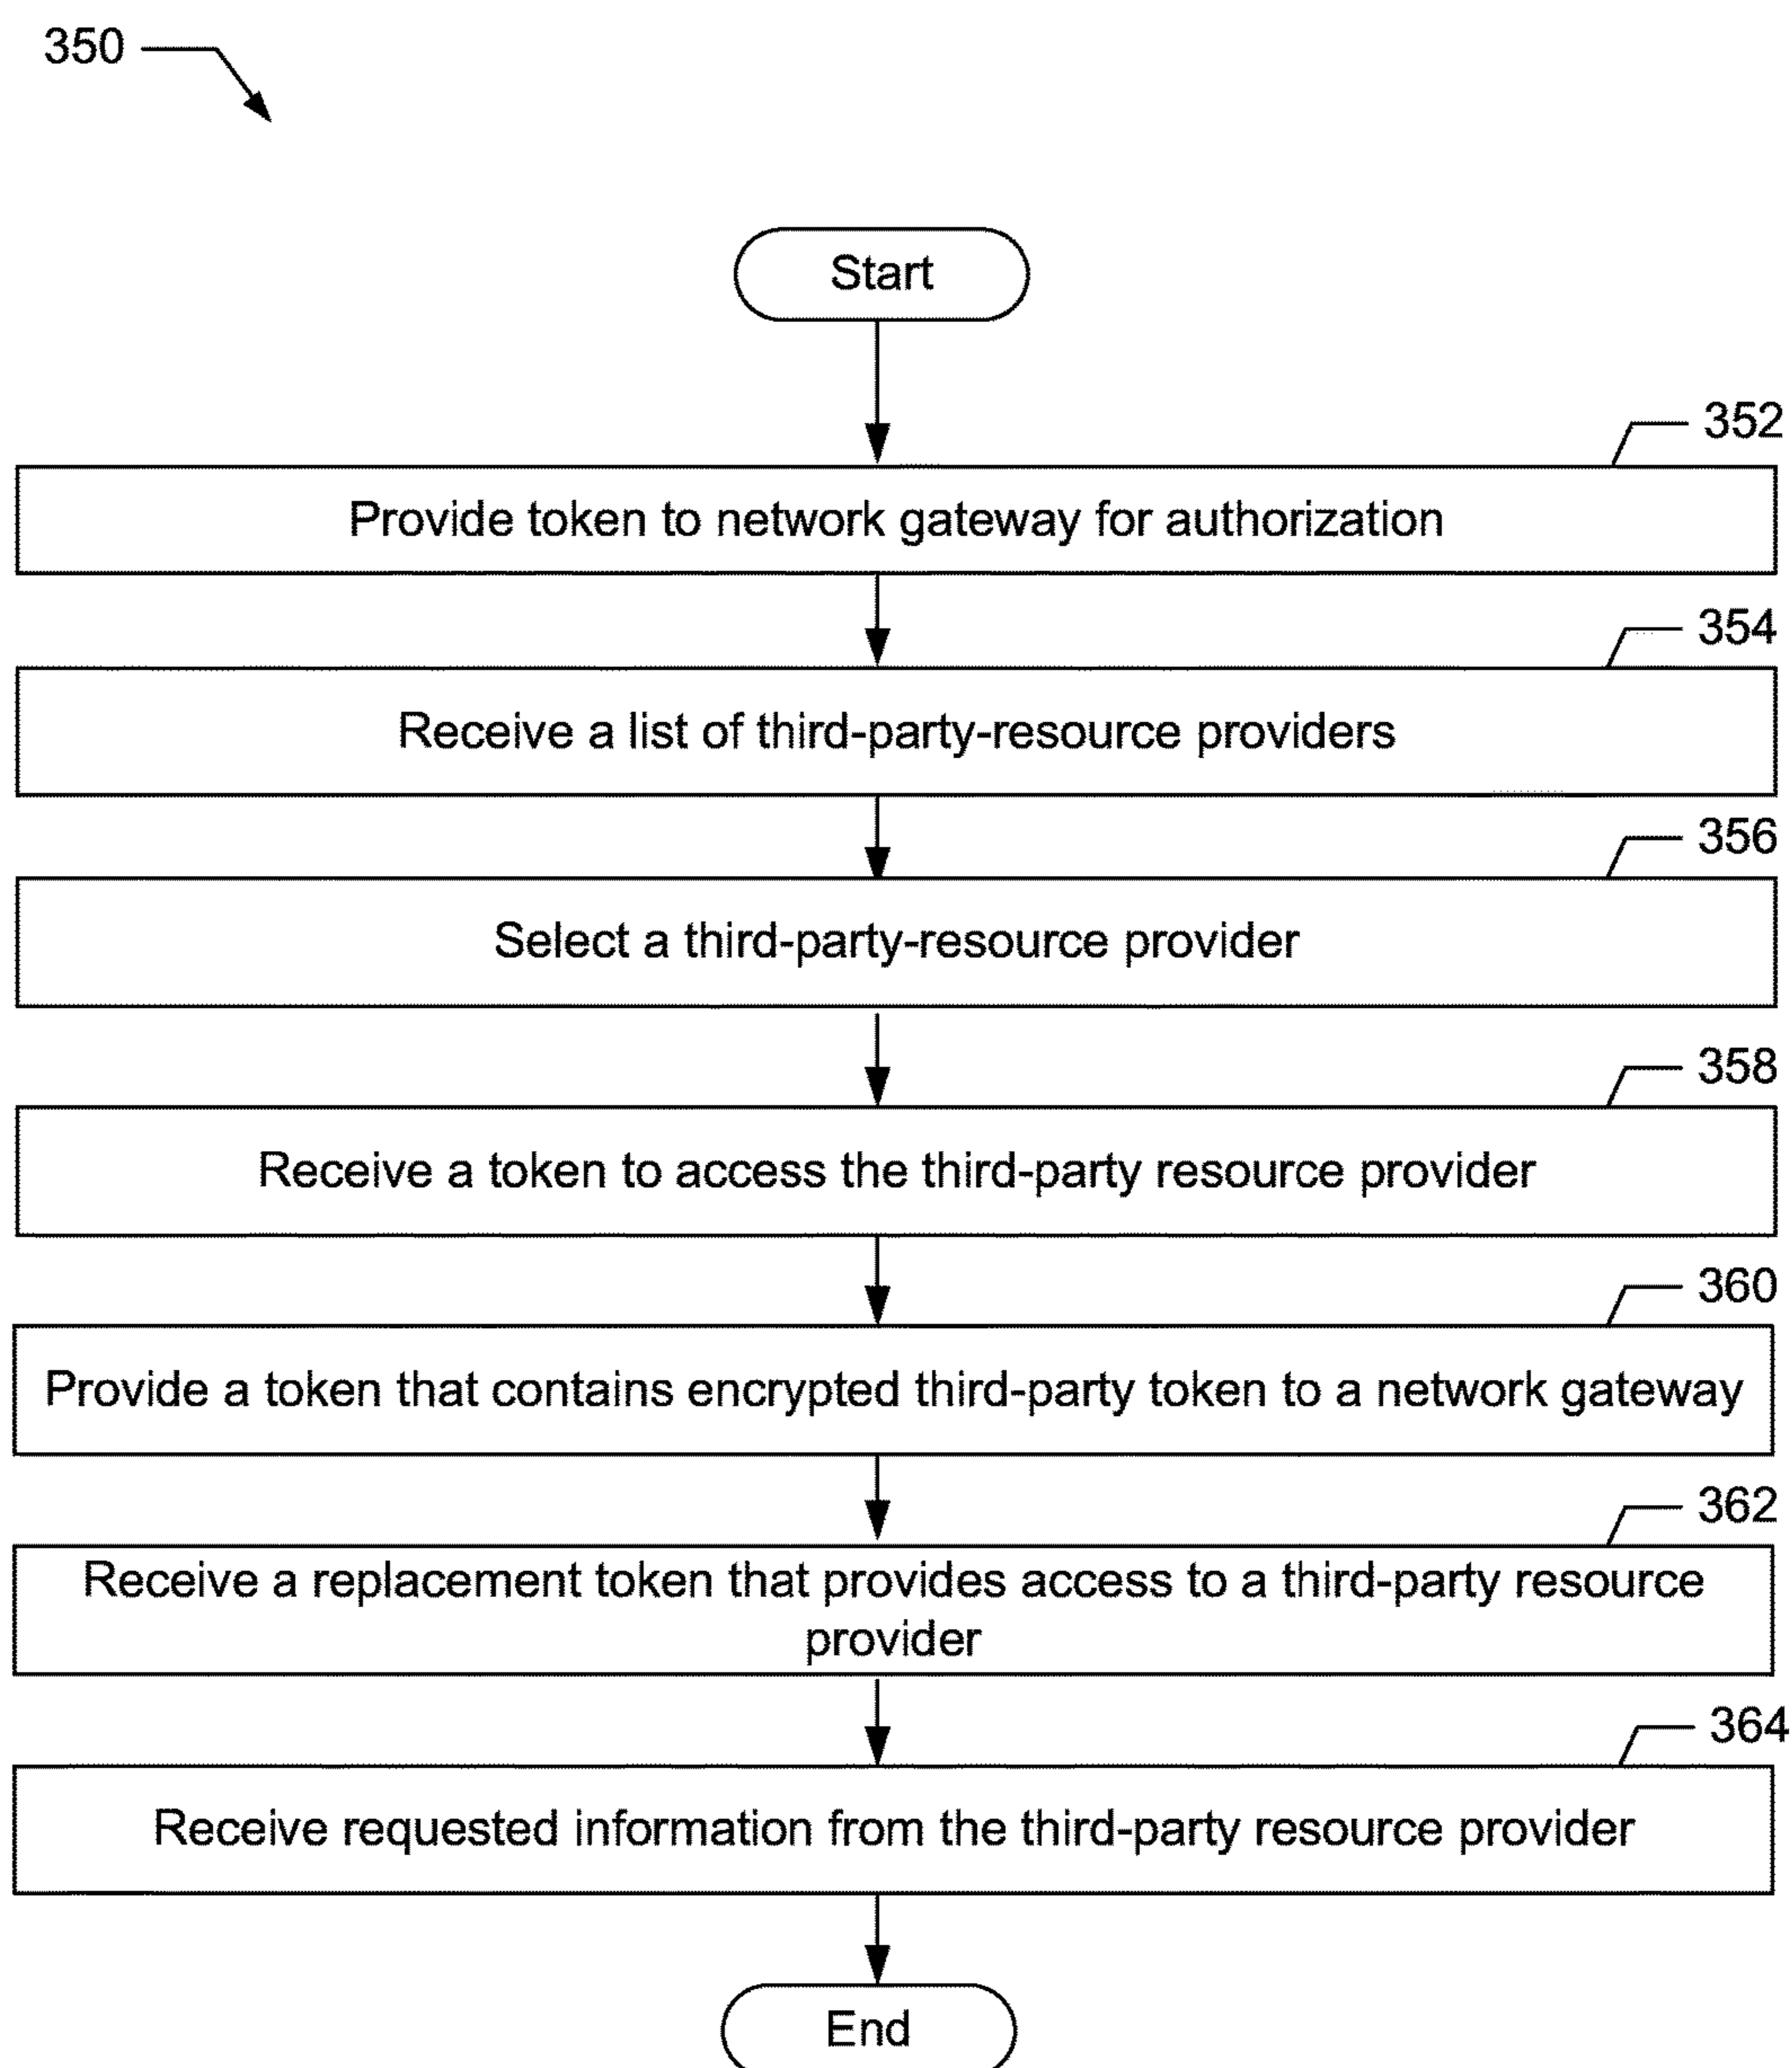 350
Start
352
Provide token to network gateway for authorization
354
Receive a list of third-party-resource providers
356
Select a third-party-resource provider
358
Receive a token to access the third-party resource provider
360
Provide a token that contains encrypted third-party token to a network gateway
362
Receive a replacement token that provides access to a third-party resource
provider
364
Receive requested information from the third-party resource provider
End